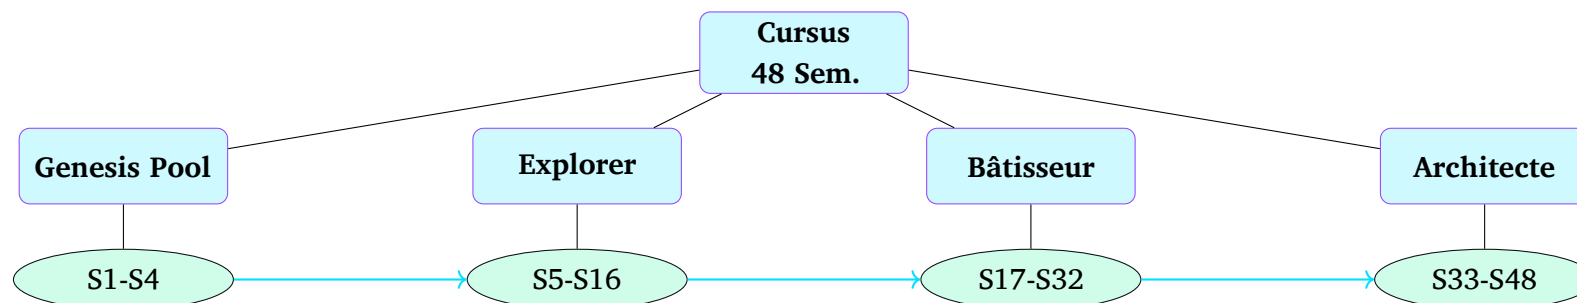 Cursus
48 Sem.
Genesis Pool
Explorer
Bâtisseur
Architecte
S1-S4
S5-S16
S17-S32
S33-S48